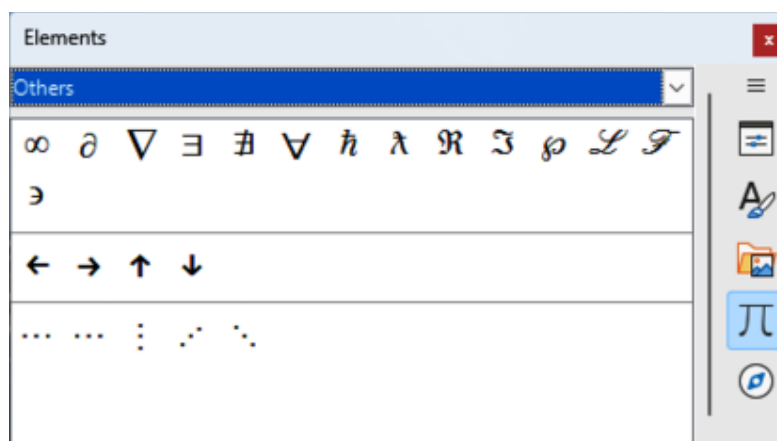 Elements
Others
∞ ∂ ∇ ∃ ∄ ∀ ℏ ƛ ℜ ℑ ℘ ℒ ℱ
϶
← → ↑ ↓
… ⋯ ⋮ ⋰ ⋱